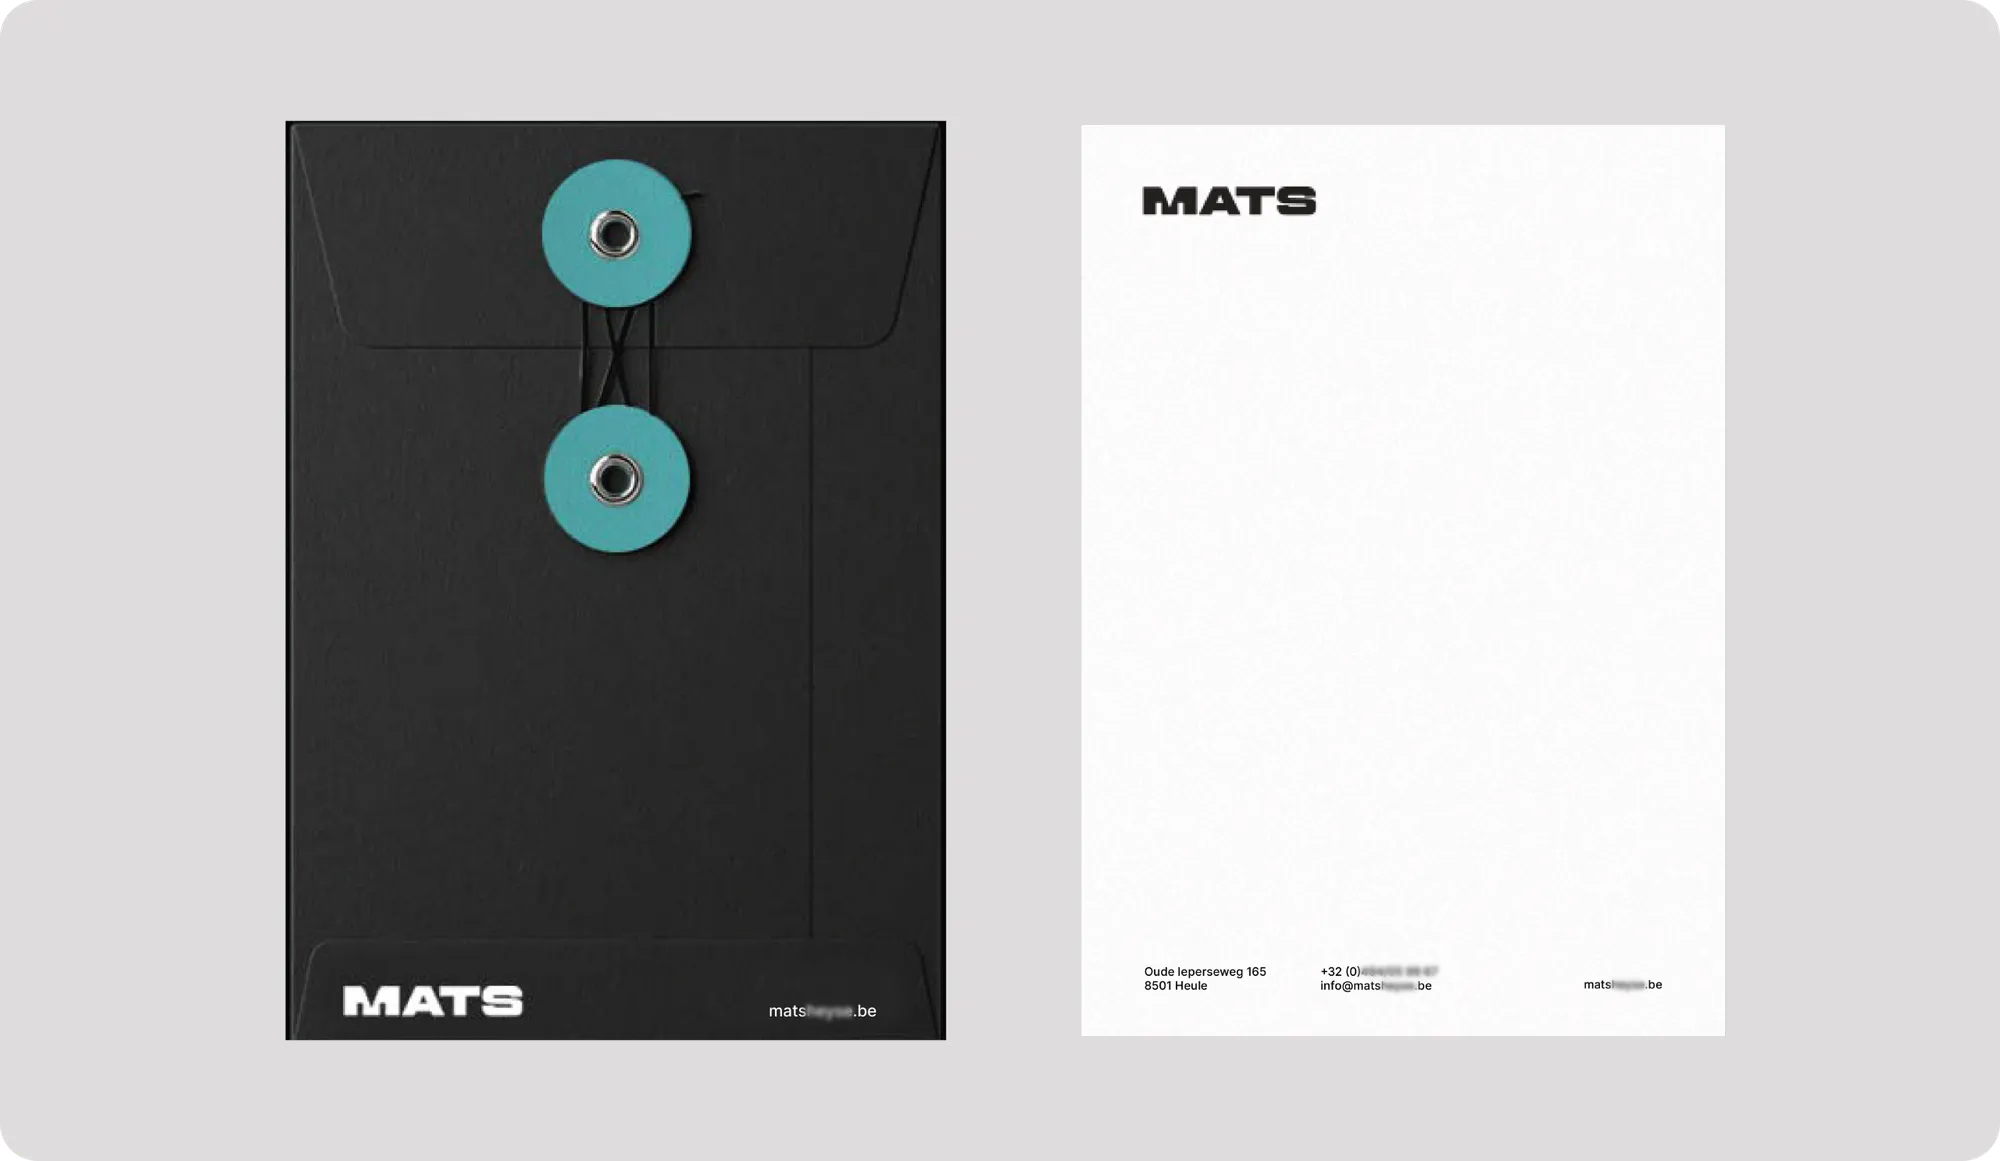 MATS
mats.be
MATS
Oude Ieperseweg 165
8501 Heule
+32 (0)
info@mats.be
mats.be